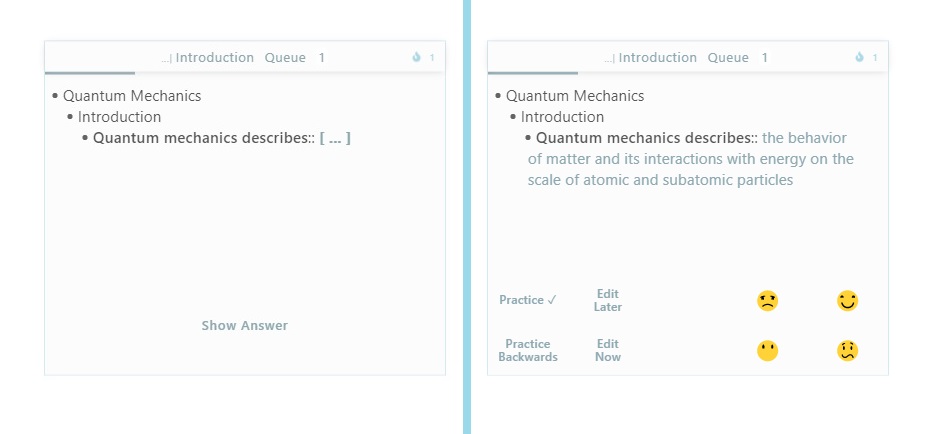 Introduction Queue 1 1
• Quantum Mechanics
• Introduction
• Quantum mechanics describes:: [ ... ]
Show Answer
Introduction Queue 1 1
• Quantum Mechanics
• Introduction
• Quantum mechanics describes:: the behavior
of matter and its interactions with energy on the
scale of atomic and subatomic particles
Practice ✓
Edit
Later
Practice
Backwards
Edit
Now